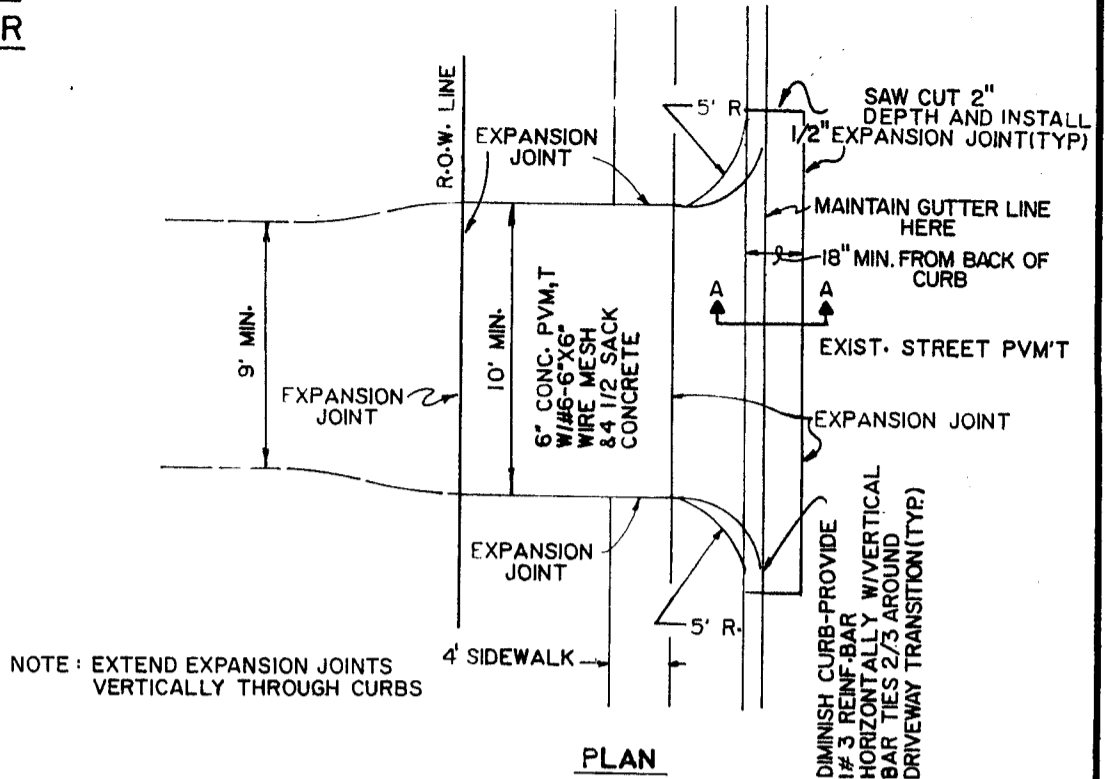 R
R.O.W. LINE
EXPANSION
JOINT
5' R
SAW CUT 2"
DEPTH AND INSTALL
1/2" EXPANSION JOINT(TYP)
MAINTAIN GUTTER LINE
HERE
18" MIN. FROM BACK OF
CURB
A
A
EXIST. STREET PVM'T
9' MIN.
10' MIN.
6" CONC. PVM,T
W/#6-6"X6"
WIRE MESH
&4 1/2 SACK
CONCRETE
EXPANSION
JOINT
EXPANSION JOINT
EXPANSION
JOINT
5' R.
4' SIDEWALK
DIMINISH CURB-PROVIDE
1# 3 REINF.BAR
HORIZONTALLY W/VERTICAL
BAR TIES 2/3 AROUND
DRIVEWAY TRANSITION(TYP.)
NOTE : EXTEND EXPANSION JOINTS
VERTICALLY THROUGH CURBS
PLAN